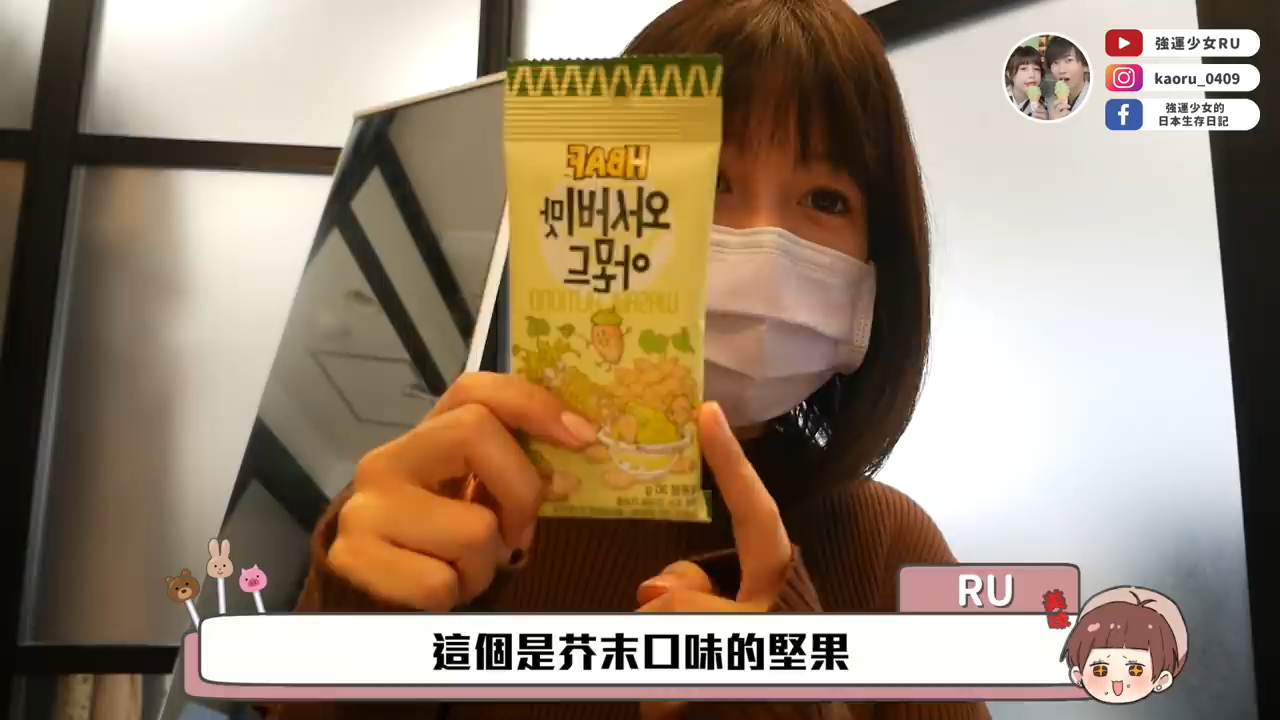 強運少女RU
kaoru_0409
強運少女的
日本生存日記
HBAF
와사비맛
아몬드
WASABI ALMOND
RU
美味
這個是芥末口味的堅果